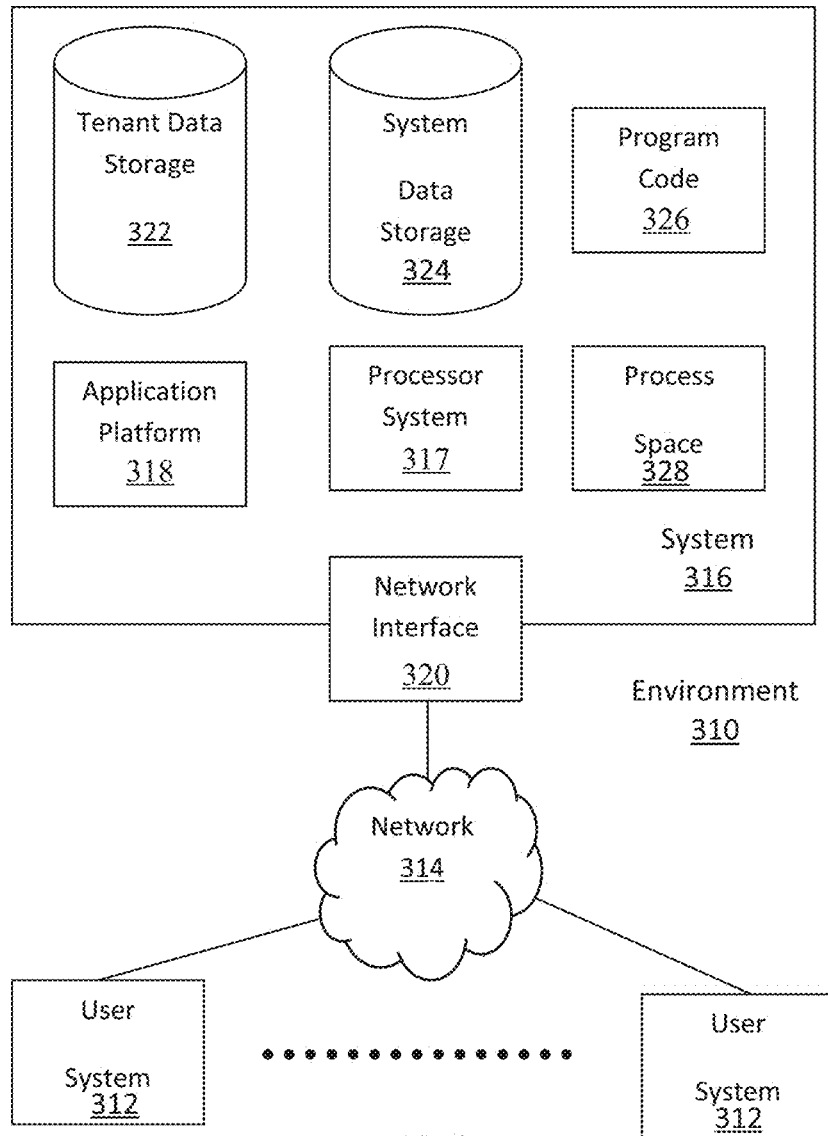 Tenant Data
Storage
322
System
Data
Storage
324
Program
Code
326
Application
Platform
318
Processor
System
317
Process
Space
328
System
316
Network
Interface
320
Environment
310
Network
314
User
System
312
User
System
312